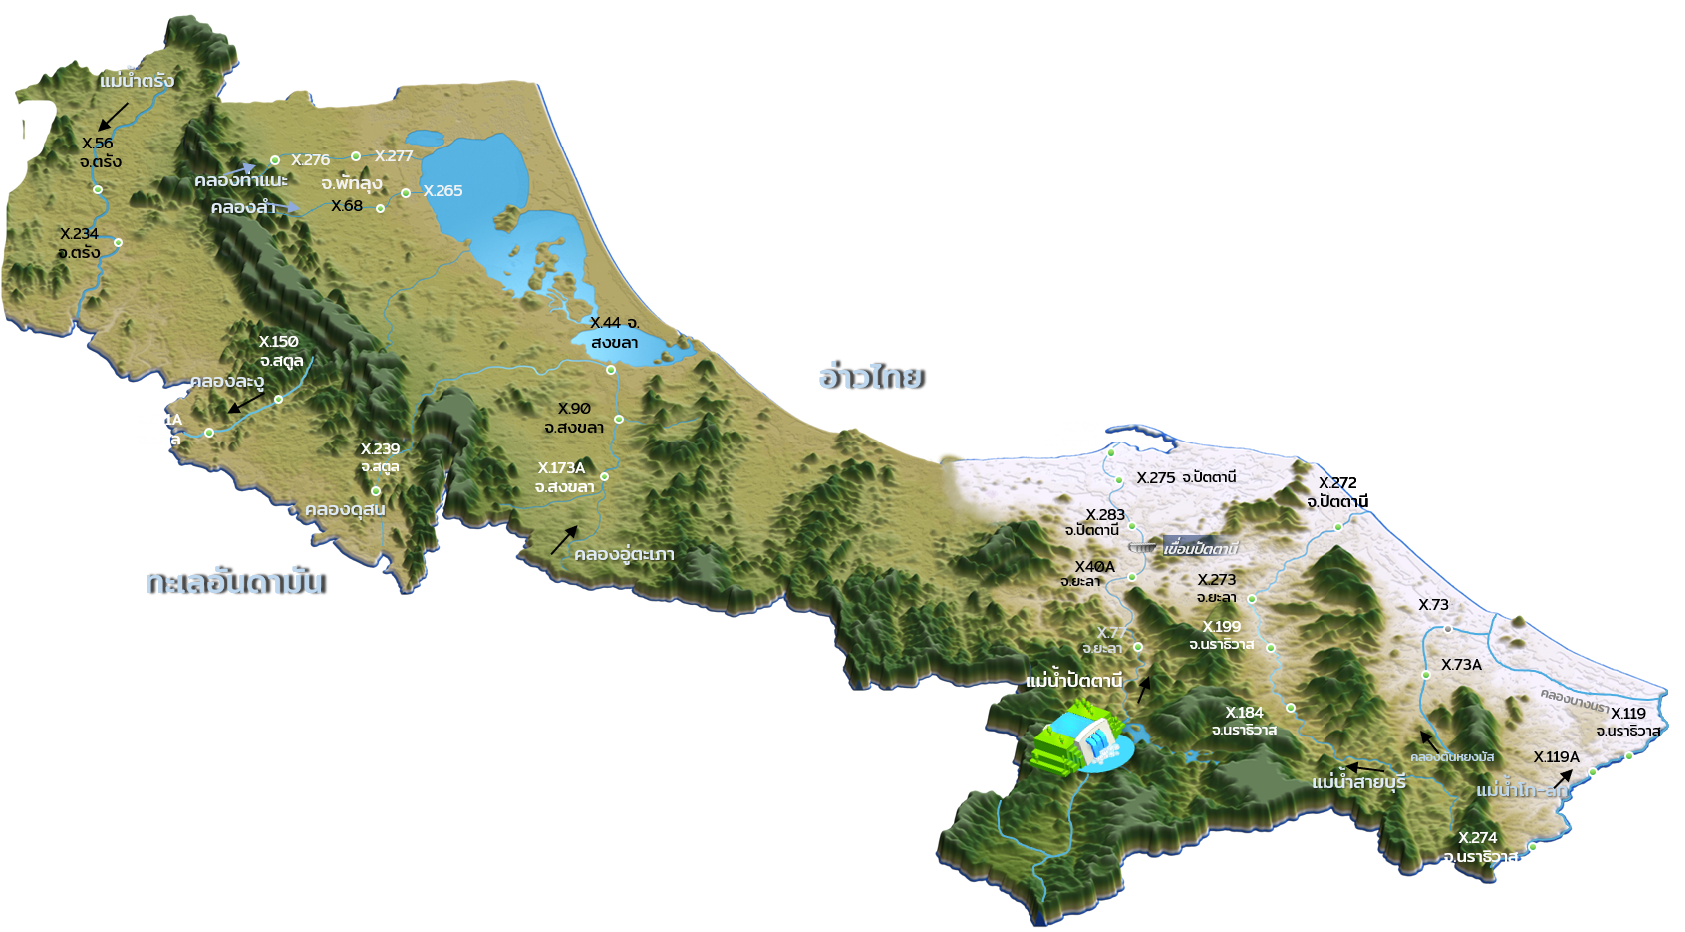 แม่น้ำตรัง
X.56
จ.ตรัง
X.234
จ.ตรัง
X.276
X.277
คลองท่าแนะ
จ.พัทลุง
X.265
คลองลำ
X.68
X.44 จ.
สงขลา
X.150
จ.สตูล
คลองละงู
1A
ล
X.90
จ.สงขลา
X.239
จ.สตูล
X.173A
จ.สงขลา
คลองดุสน
คลองอู่ตะเภา
อ่าวไทย
ทะเลอันดามัน
X.275 จ.ปัตตานี
X.272
จ.ปัตตานี
X.283
จ.ปัตตานี
เขื่อนปัตตานี
X40A
จ.ยะลา
X.273
จ.ยะลา
X.73
X.199
จ.นราธิวาส
X.77
จ.ยะลา
X.73A
แม่น้ำปัตตานี
คลองบางนรา
X.184
จ.นราธิวาส
X.119
จ.นราธิวาส
คลองตันหยงมัส
X.119A
แม่น้ำสายบุรี
แม่น้ำโก-ลก
X.274
จ.นราธิวาส